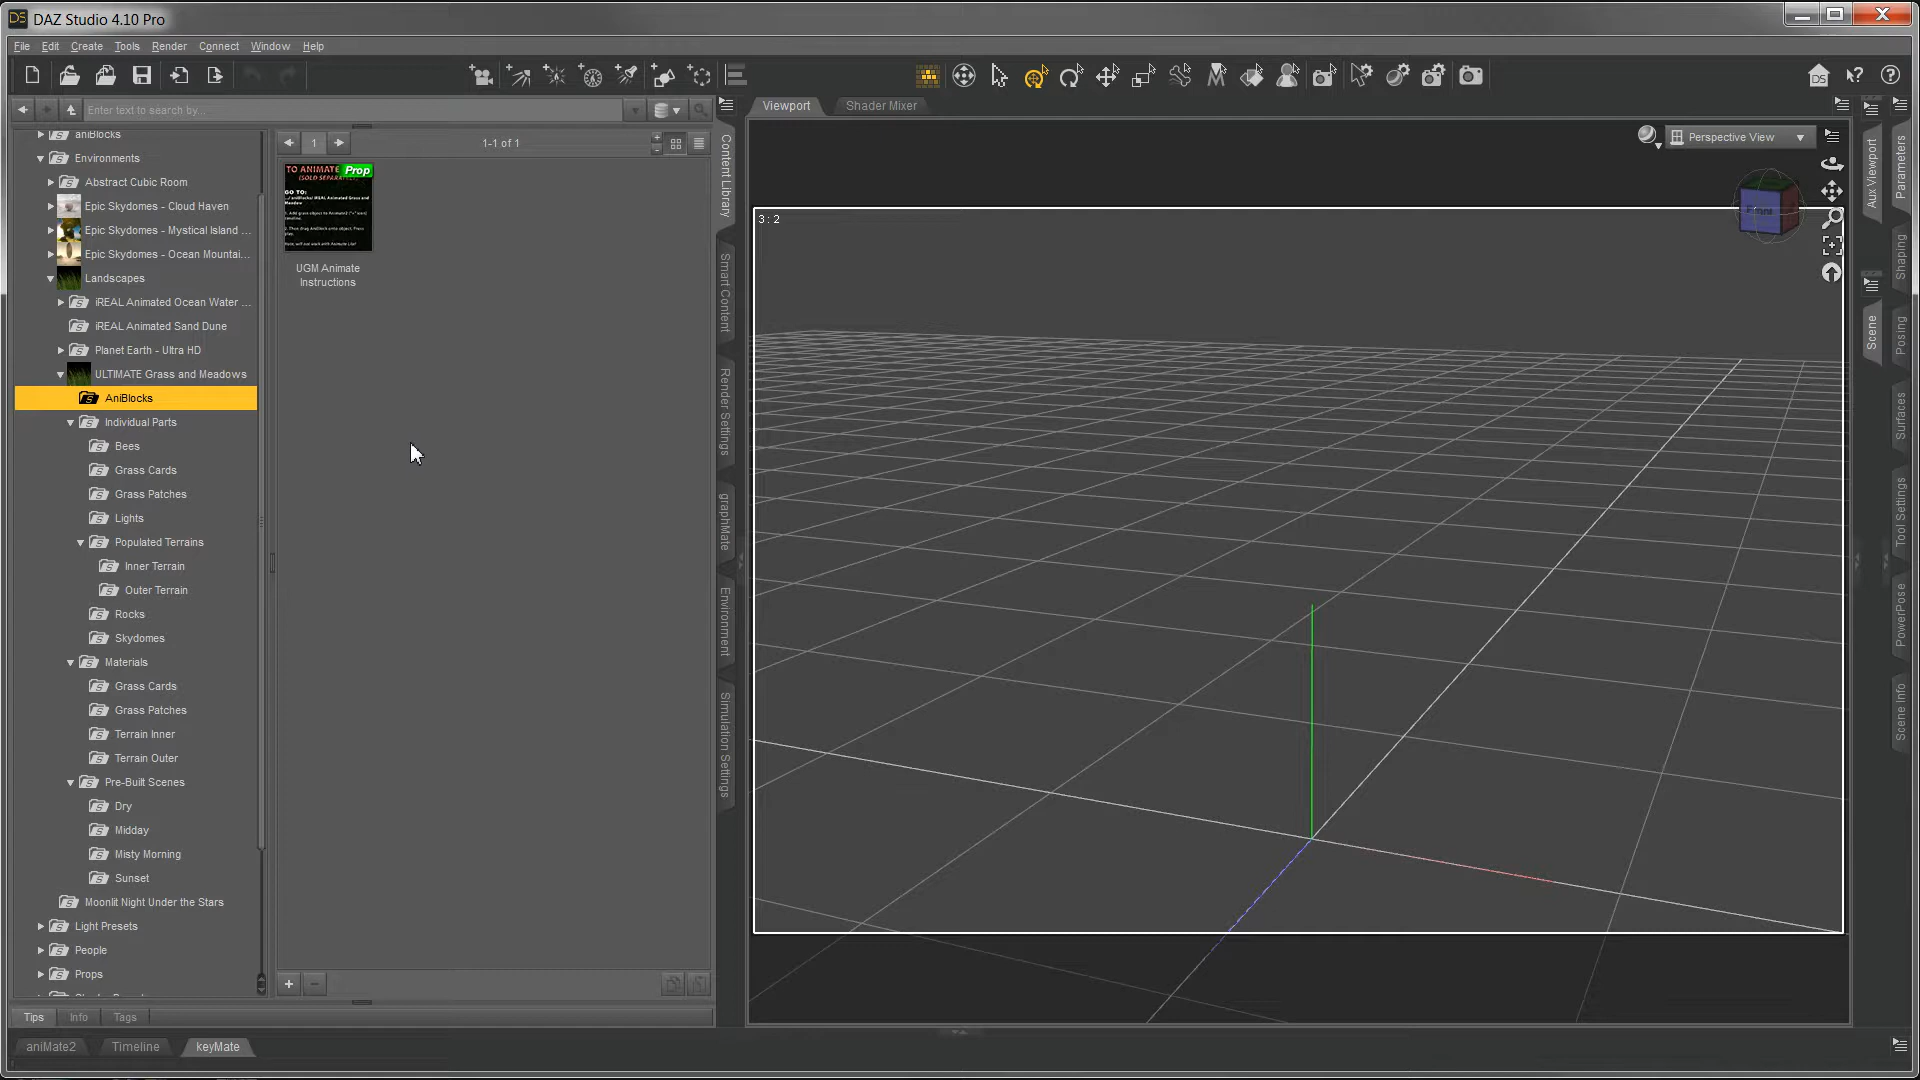 DAZ Studio 4.10 Pro
File Edit Create Tools Render Connect Window Help
Enter text to search by...
aniBlocks
Environments
Abstract Cubic Room
Epic Skydomes - Cloud Haven
Epic Skydomes - Mystical Island ...
Epic Skydomes - Ocean Mountai...
Landscapes
iREAL Animated Ocean Water ...
iREAL Animated Sand Dune
Planet Earth - Ultra HD
ULTIMATE Grass and Meadows
AniBlocks
Individual Parts
Bees
Grass Cards
Grass Patches
Lights
Populated Terrains
Inner Terrain
Outer Terrain
Rocks
Skydomes
Materials
Grass Cards
Grass Patches
Terrain Inner
Terrain Outer
Pre-Built Scenes
Dry
Midday
Misty Morning
Sunset
Moonlit Night Under the Stars
Light Presets
People
Props
1
1-1 of 1
TO ANIMATE Prop
GO TO:
UGM Animate
Instructions
Content Library
Smart Content
Render Settings
graphMate
Environment
Simulation Settings
Viewport Shader Mixer
Perspective View
3 : 2
Front
Aux Viewport
Scene
Parameters
Shaping
Posing
Surfaces
Tool Settings
PowerPose
Scene Info
Tips Info Tags
aniMate2 Timeline keyMate